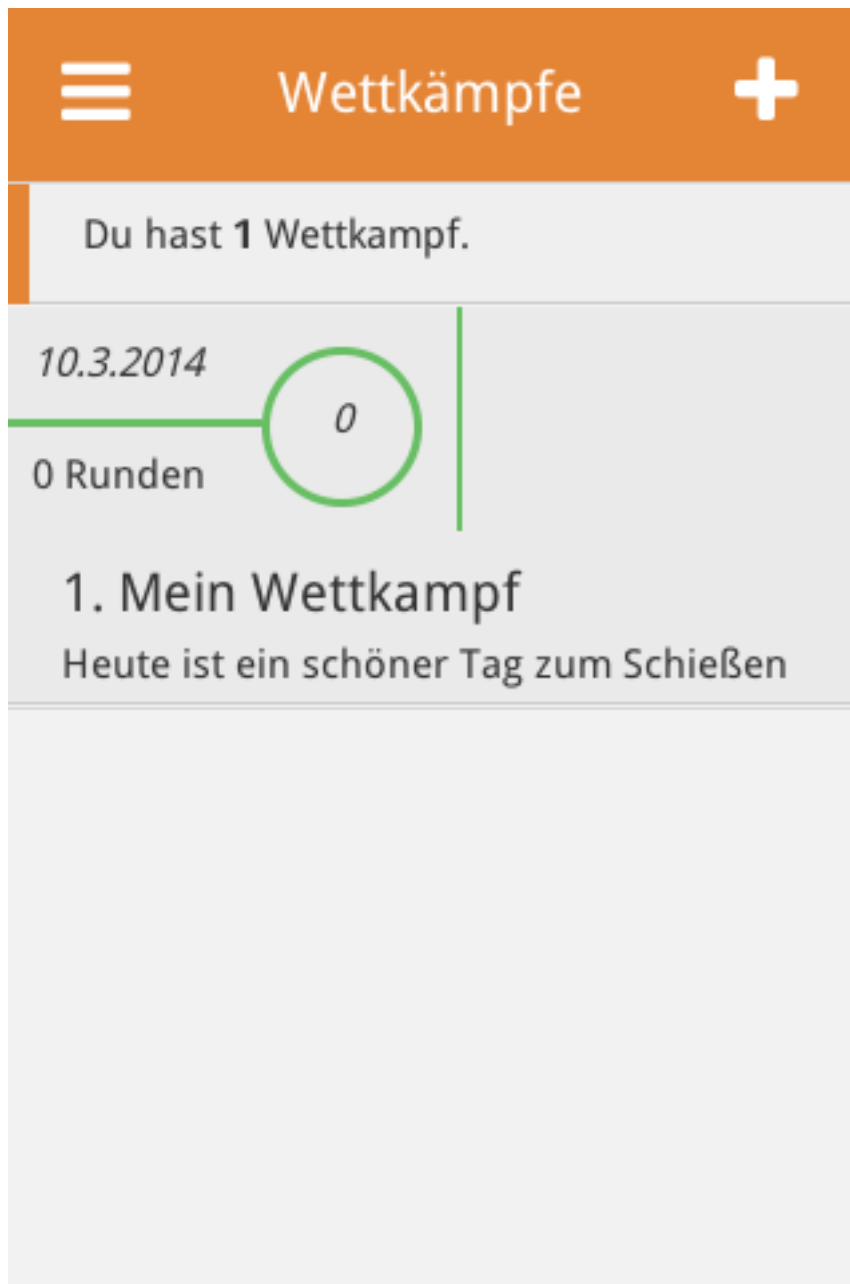 Wettkämpfe
Du hast 1 Wettkampf.
10.3.2014
0
0 Runden
1. Mein Wettkampf
Heute ist ein schöner Tag zum Schießen